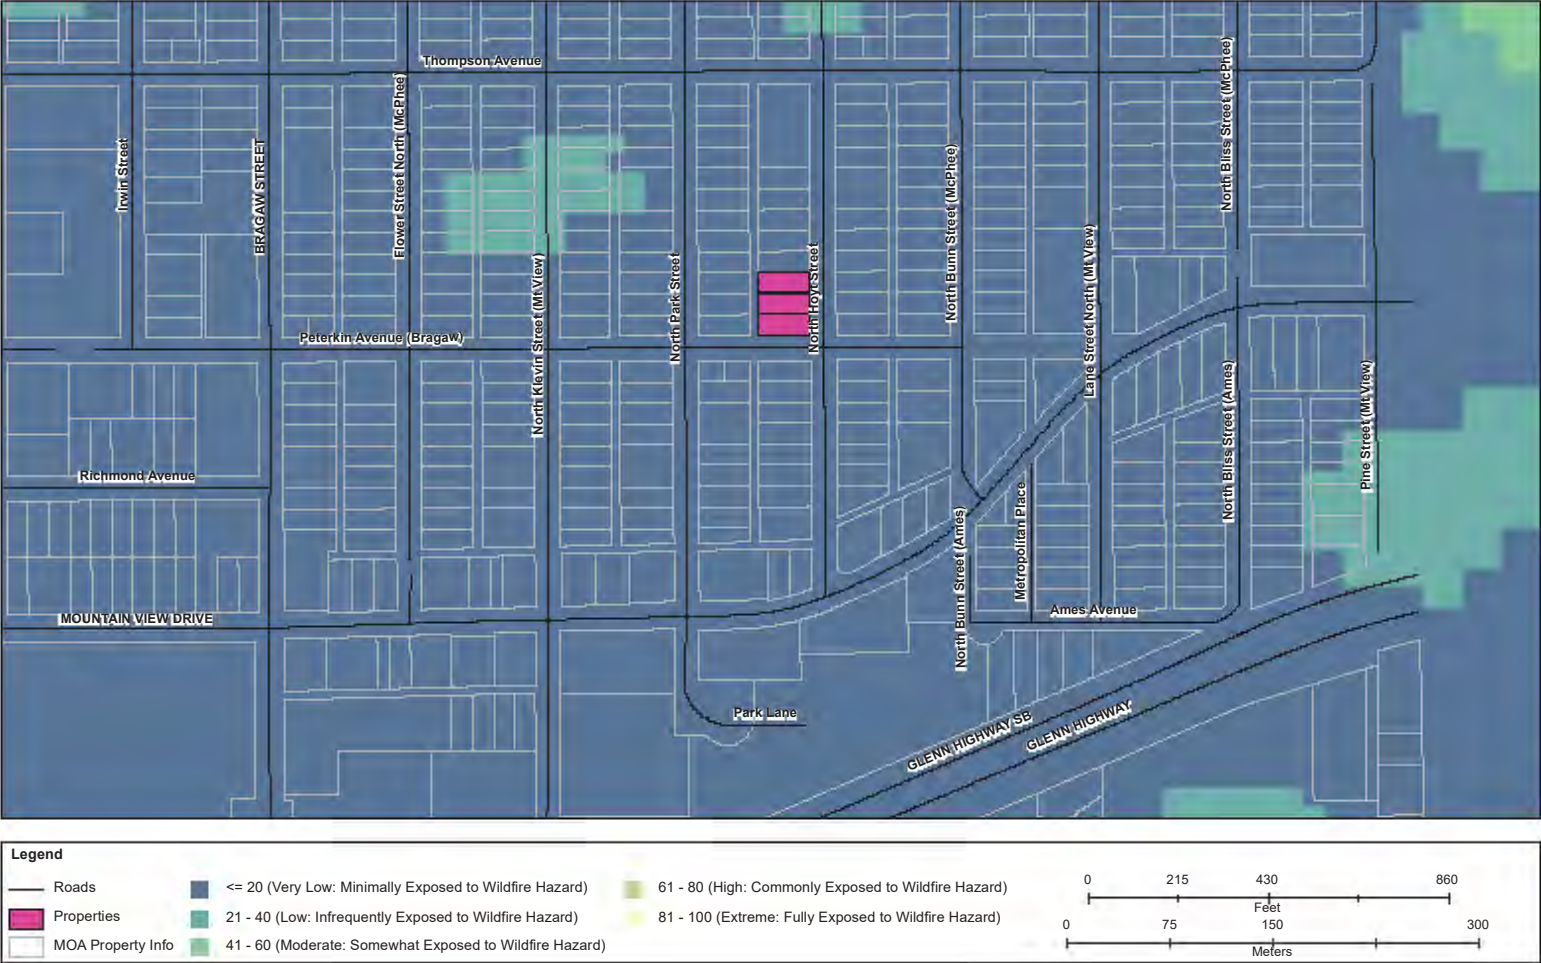 Thompson Avenue
Irwin Street
BRAGAW STREET
Flower Street North (McPhee)
North Klevin Street (Mt View)
North Park Street
North Hoyt Street
North Bunn Street (McPhee)
Lane Street North (Mt View)
North Bliss Street (McPhee)
Peterkin Avenue (Bragaw)
Richmond Avenue
MOUNTAIN VIEW DRIVE
Park Lane
North Bunn Street (Ames)
Metropolitan Place
Ames Avenue
North Bliss Street (Ames)
Pine Street (Mt View)
GLENN HIGHWAY SB
GLENN HIGHWAY
Legend
Roads
Properties
MOA Property Info
<= 20 (Very Low: Minimally Exposed to Wildfire Hazard)
21 - 40 (Low: Infrequently Exposed to Wildfire Hazard)
41 - 60 (Moderate: Somewhat Exposed to Wildfire Hazard)
61 - 80 (High: Commonly Exposed to Wildfire Hazard)
81 - 100 (Extreme: Fully Exposed to Wildfire Hazard)
0 215 430 860
Feet
0 75 150 300
Meters